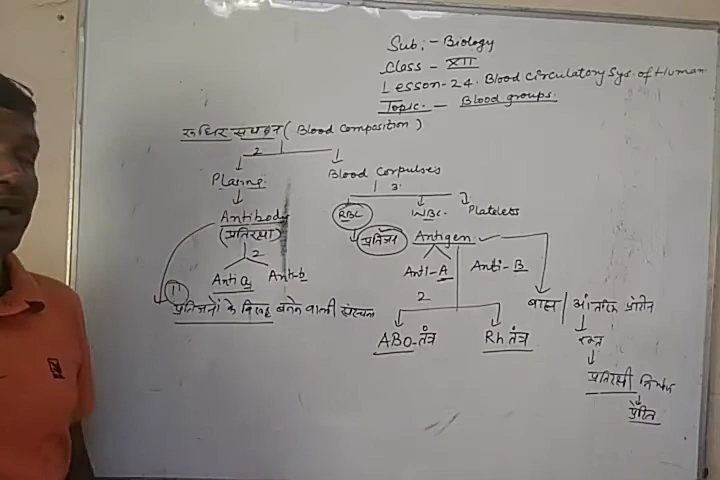 Sub:- Biology
Class - XII
Lesson-24. Blood Circulatory Sys. of Human
Topic. - Blood groups.
रूधिर संघटन ( Blood Composition )
2
Plasma
Blood Corpulses
3.
Antibody
(प्रतिरक्षी)
RBC
WBC.
Platelets
प्रतिजन
Antigen
2
Anti a
Anti-b
Anti-A
Anti-B
2
प्रतिजनों के विरूद्ध बनने वाली संरचना
ABO-तंत्र
Rh तंत्र
बाह्य / आंतरिक प्रोटीन
रक्त
प्रतिरक्षी निर्माण
प्रेरित